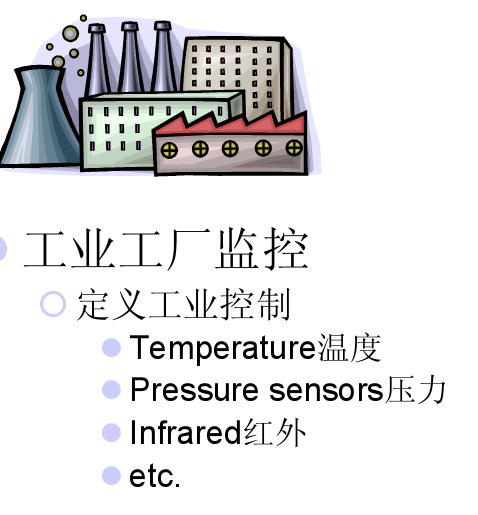 工业工厂监控
定义工业控制
Temperature温度
Pressure sensors压力
Infrared红外
etc.